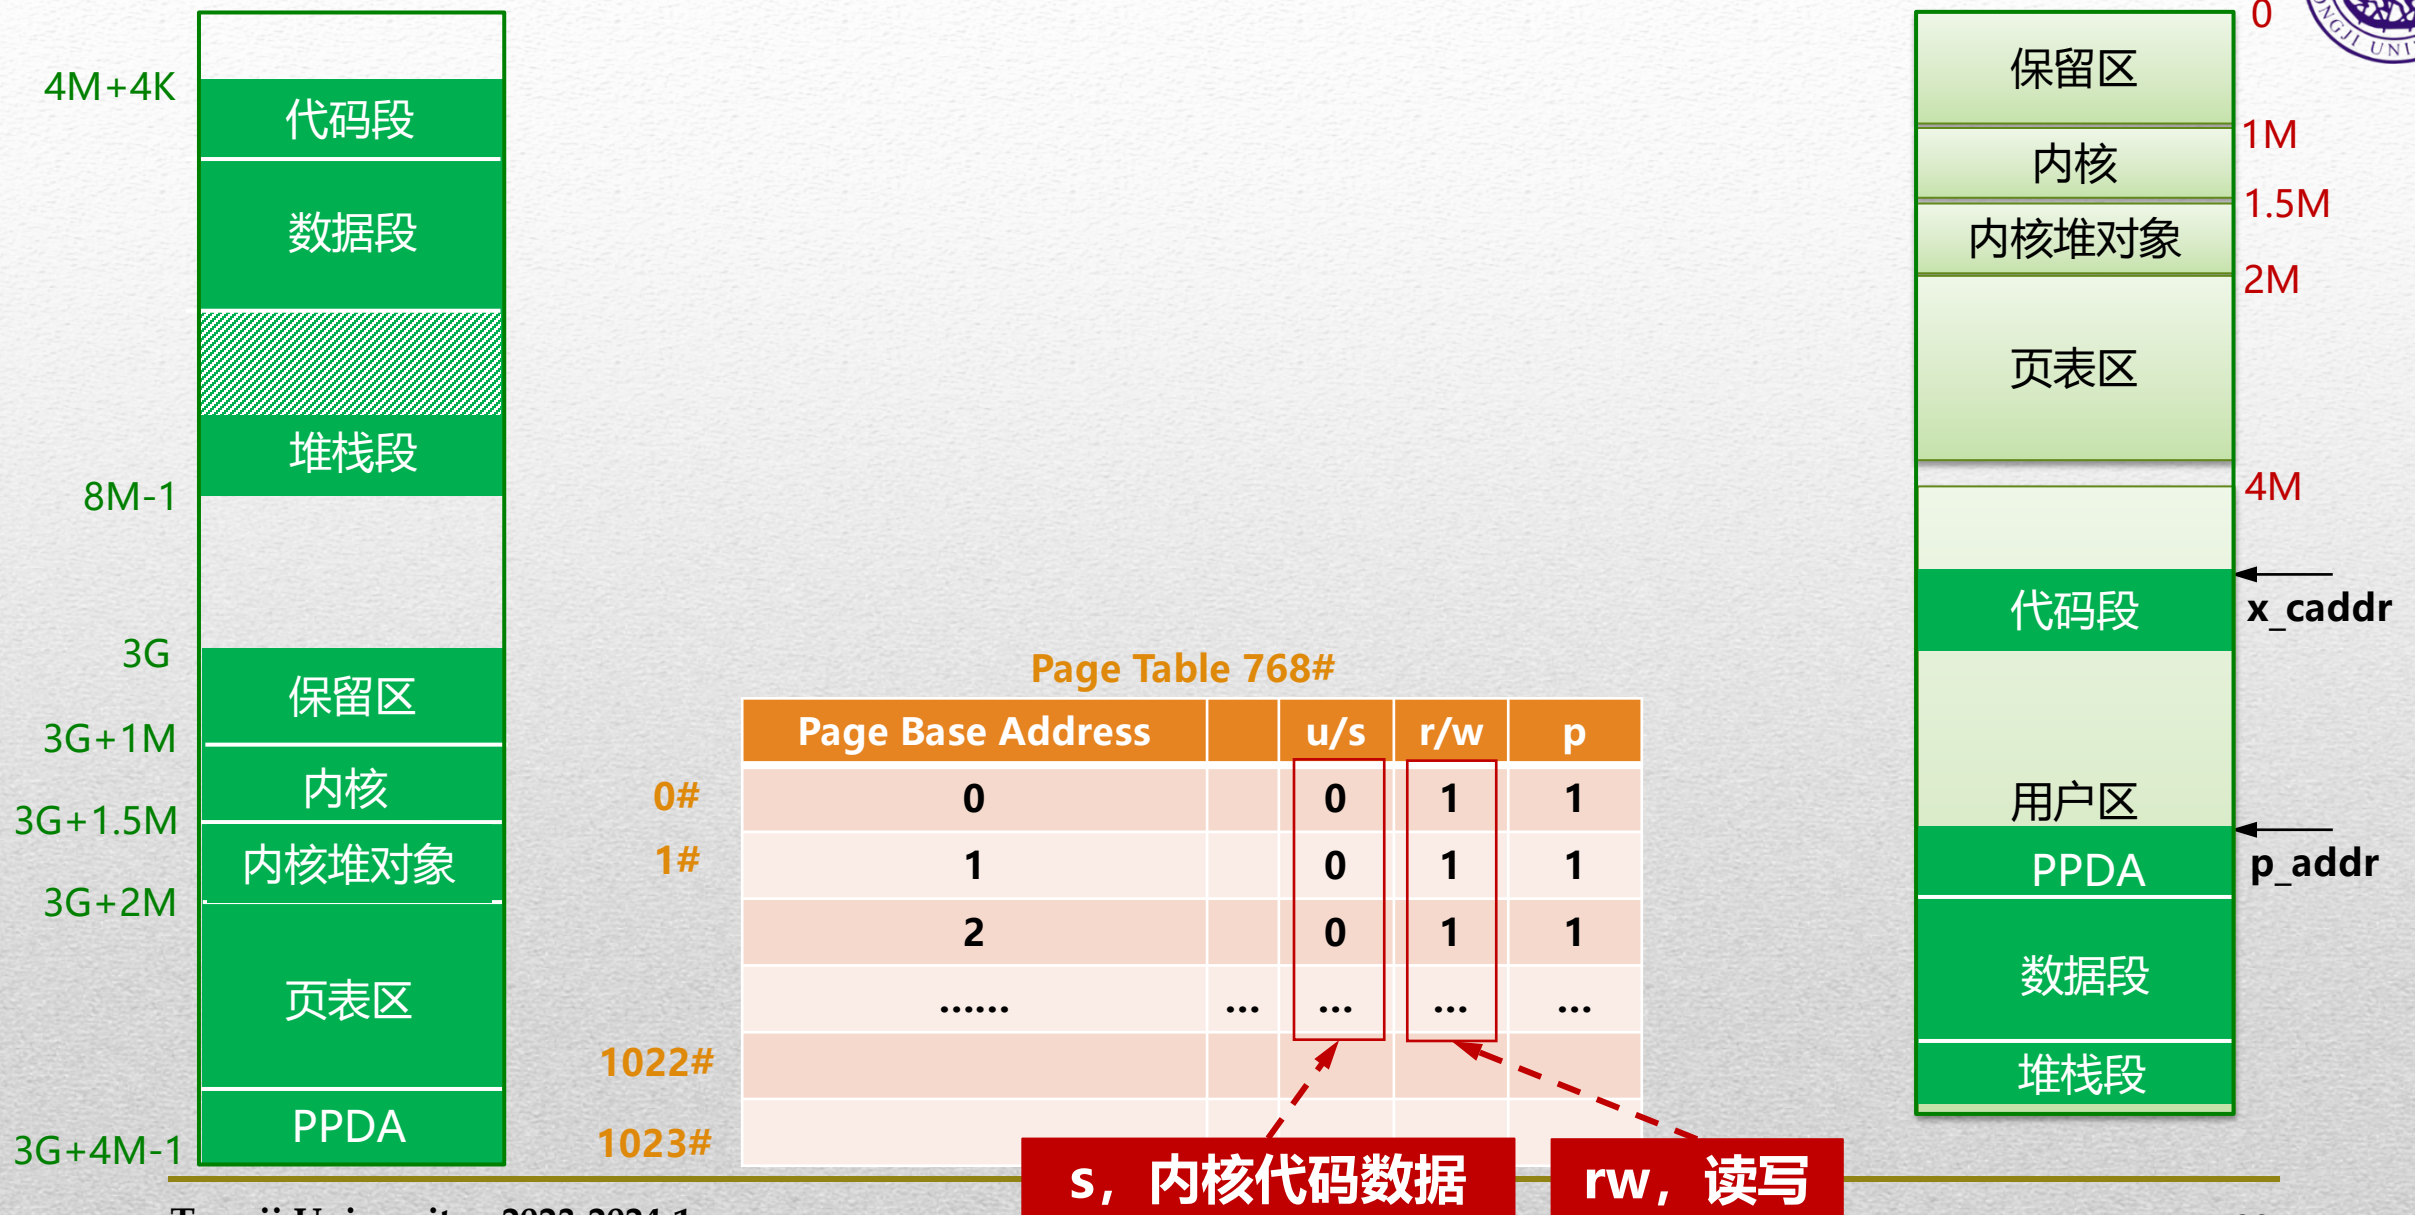 4M+4K
代码段
数据段
堆栈段
8M-1
3G
保留区
3G+1M
内核
3G+1.5M
内核堆对象
3G+2M
页表区
PPDA
3G+4M-1
Page Table 768#
Page Base Address u/s r/w p
0# 0 0 1 1
1# 1 0 1 1
2 0 1 1
...... ... ... ... ...
1022#
1023#
s，内核代码数据
rw，读写
0
保留区
1M
内核
1.5M
内核堆对象
2M
页表区
4M
代码段
x_caddr
用户区
PPDA
p_addr
数据段
堆栈段